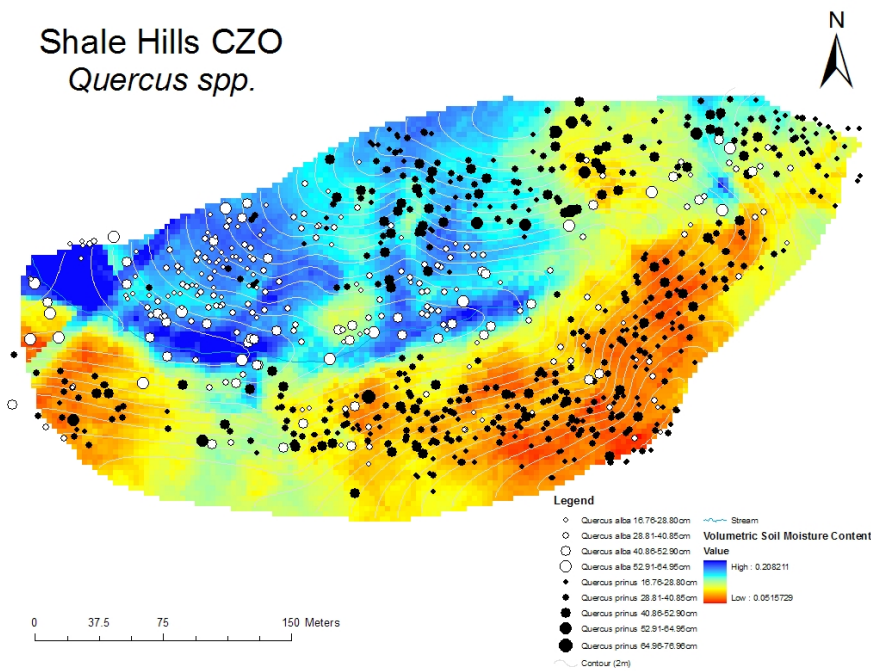 Shale Hills CZO
Quercus spp.
N
Legend
Quercus alba 16.76-28.80cm
Quercus alba 28.81-40.85cm
Quercus alba 40.86-52.90cm
Quercus alba 52.91-64.95cm
Quercus prinus 16.76-28.80cm
Quercus prinus 28.81-40.85cm
Quercus prinus 40.86-52.90cm
Quercus prinus 52.91-64.95cm
Quercus prinus 64.96-76.96cm
Contour (2m)
Stream
Volumetric Soil Moisture Content
Value
High : 0.208211
Low : 0.0515729
0 37.5 75 150 Meters